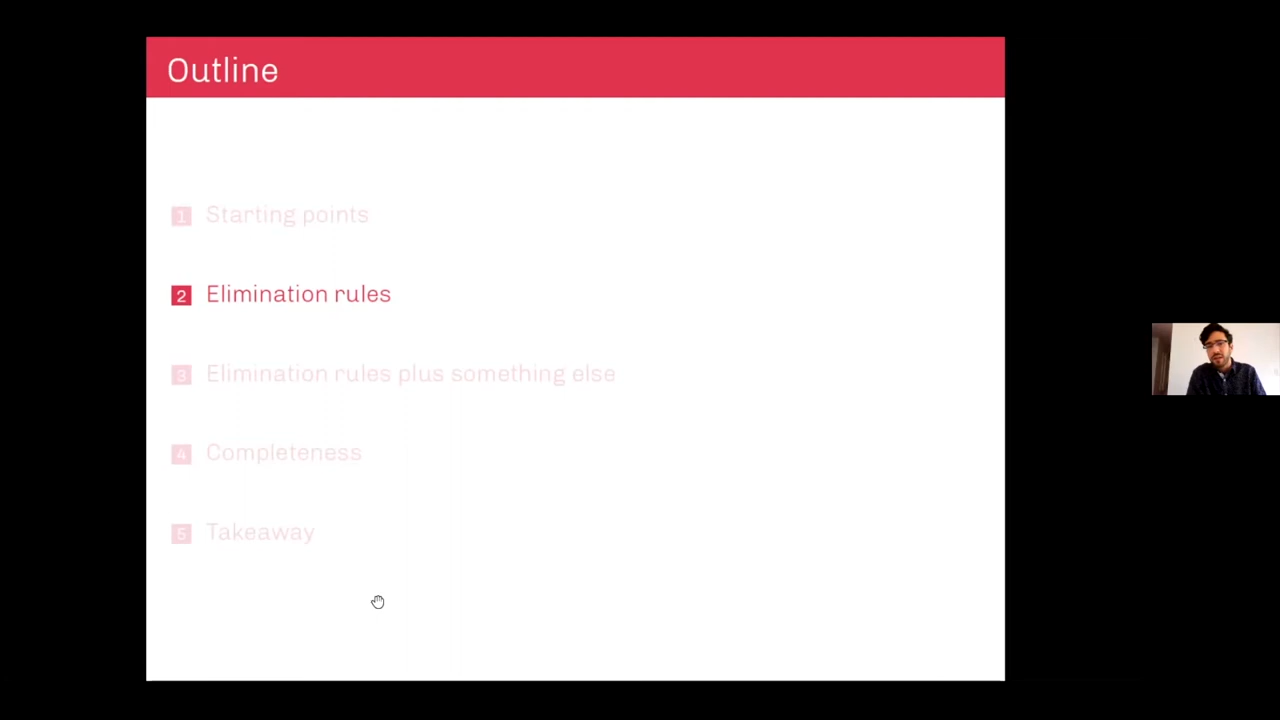 Outline
1 Starting points
2 Elimination rules
3 Elimination rules plus something else
4 Completeness
5 Takeaway